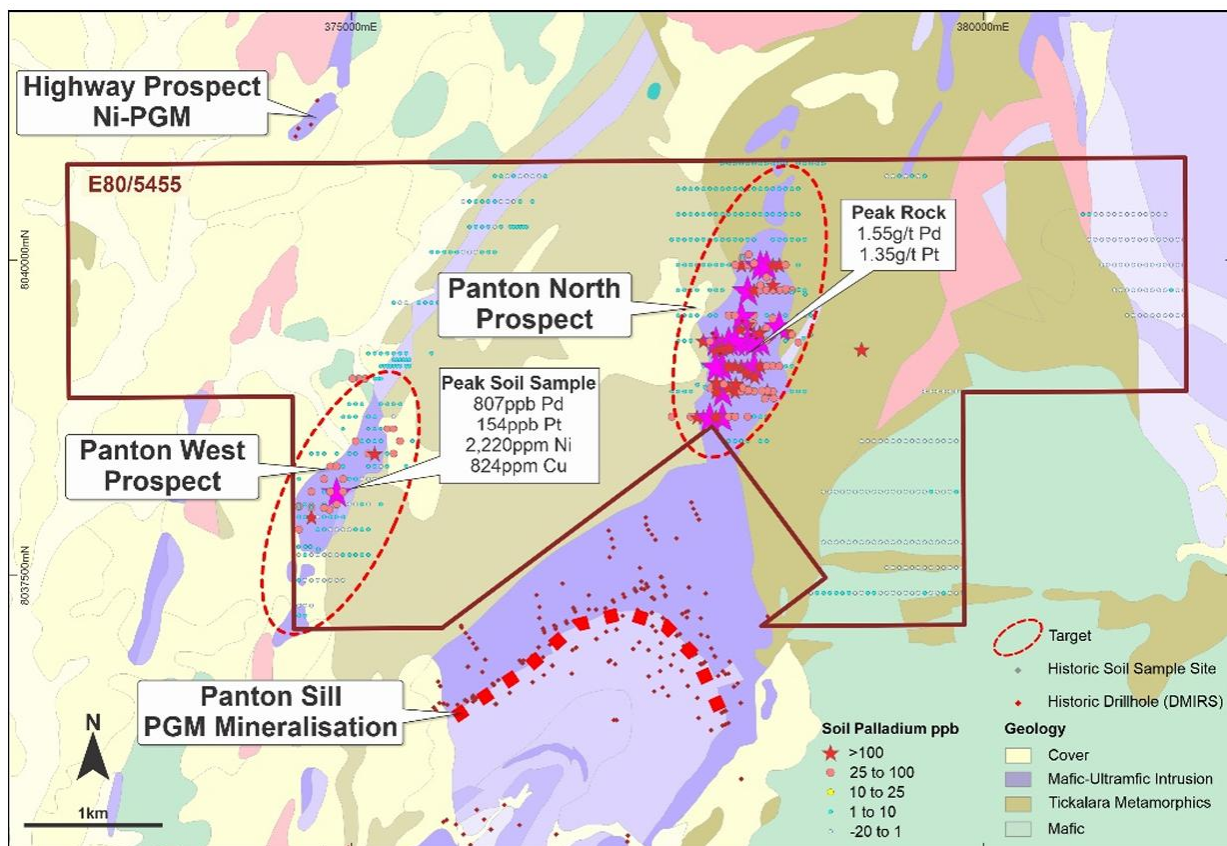 375000mE
380000mE
Highway Prospect
Ni-PGM
E80/5455
8040000mN
Peak Rock
1.55g/t Pd
1.35g/t Pt
Panton North
Prospect
Peak Soil Sample
807ppb Pd
154ppb Pt
2,220ppm Ni
824ppm Cu
Panton West
Prospect
8037500mN
Panton Sill
PGM Mineralisation
N
1km
Target
Historic Soil Sample Site
Historic Drillhole (DMIRS)
Soil Palladium ppb
>100
25 to 100
10 to 25
1 to 10
-20 to 1
Geology
Cover
Mafic-Ultramfic Intrusion
Tickalara Metamorphics
Mafic